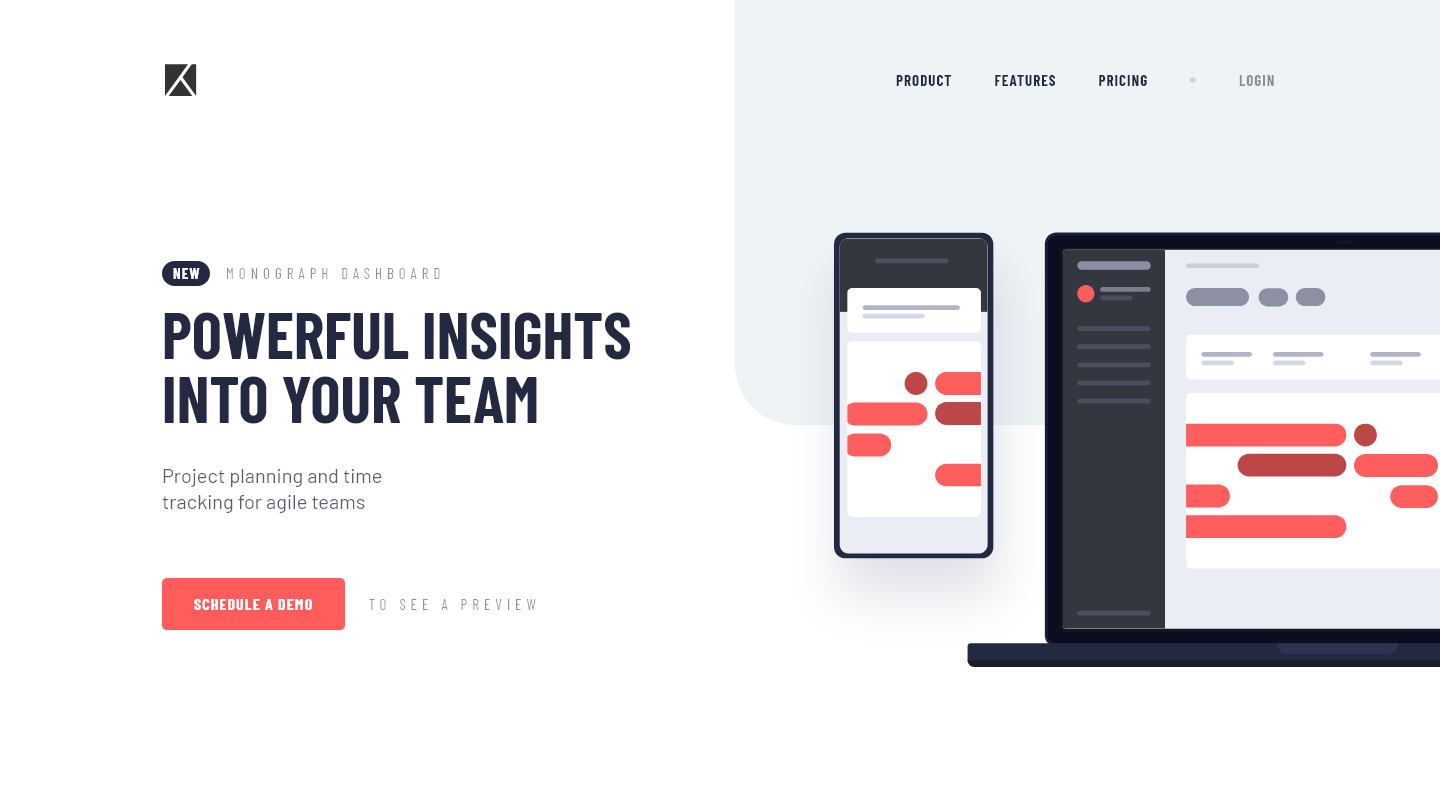 PRODUCT FEATURES PRICING LOGIN
NEW MONOGRAPH DASHBOARD
POWERFUL INSIGHTS
INTO YOUR TEAM
Project planning and time
tracking for agile teams
SCHEDULE A DEMO TO SEE A PREVIEW